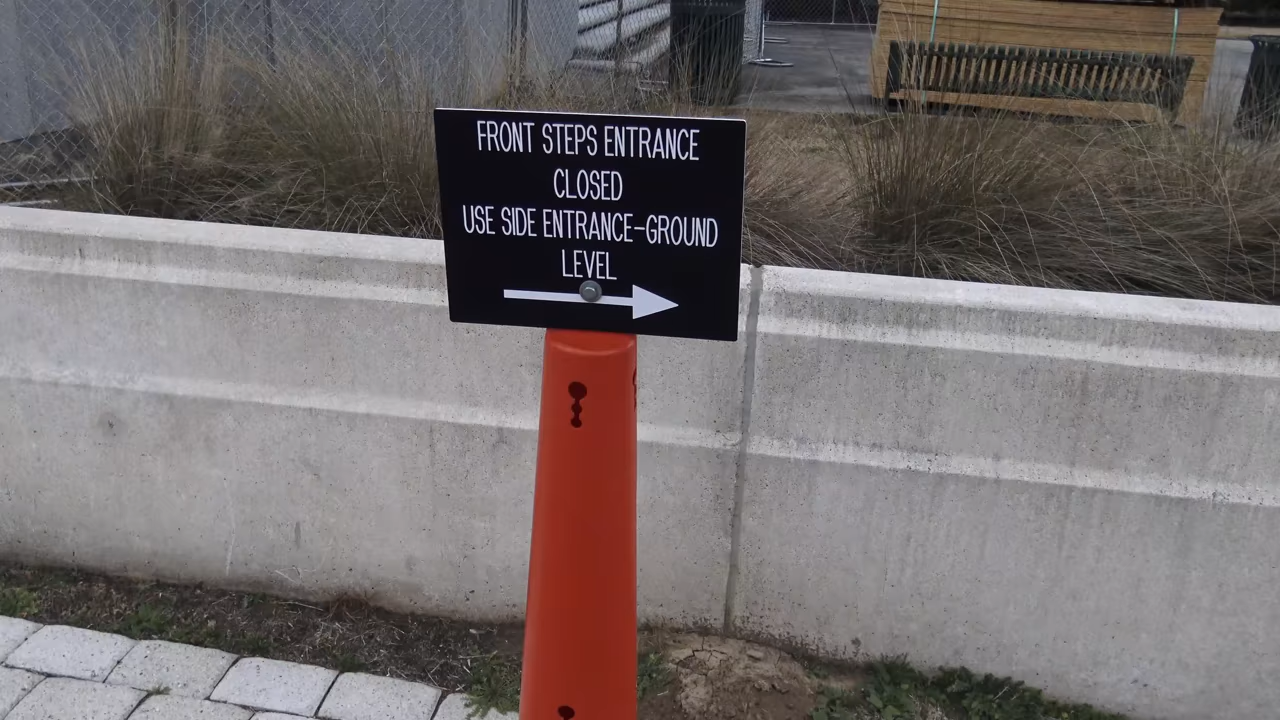 FRONT STEPS ENTRANCE
CLOSED
USE SIDE ENTRANCE-GROUND
LEVEL